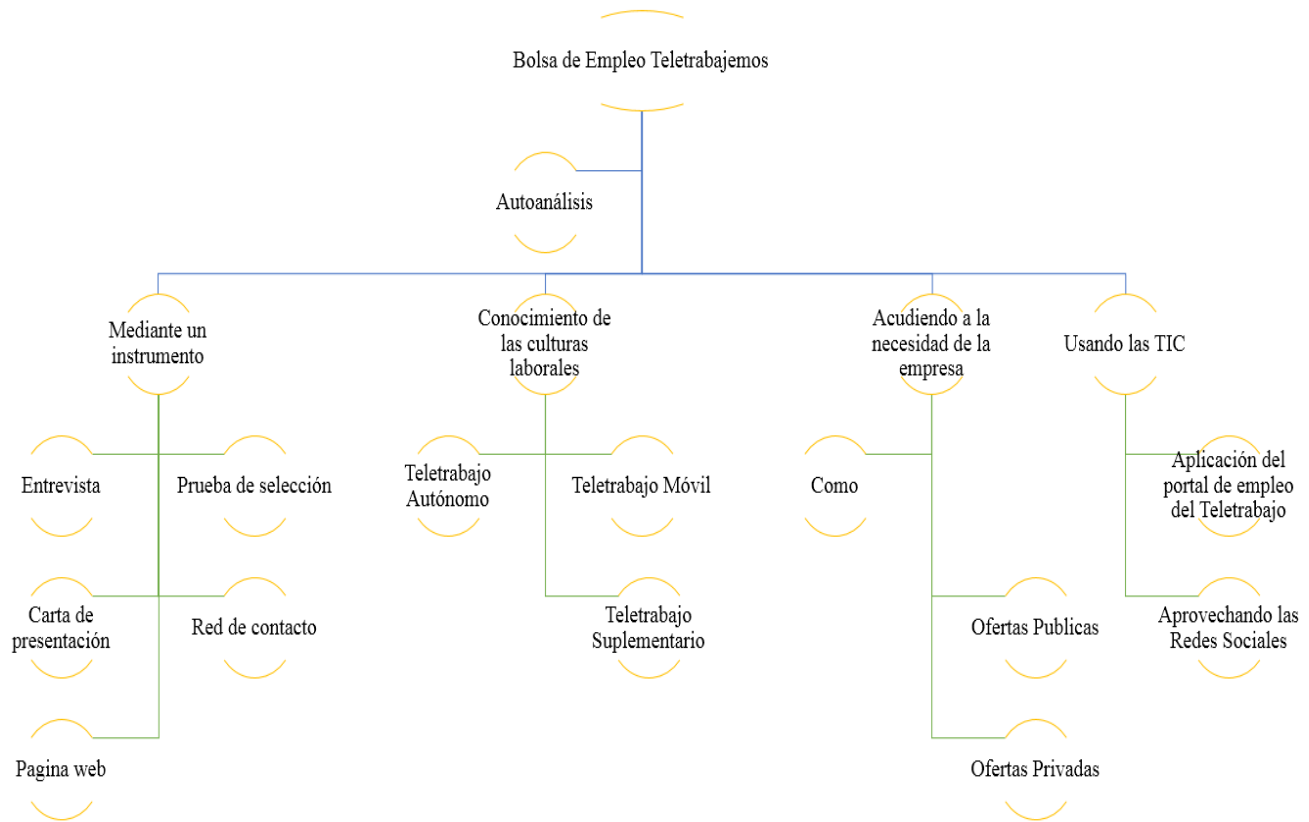 Bolsa de Empleo Teletrabajemos
Autoanálisis
Mediante un
instrumento
Conocimiento de
las culturas
laborales
Acudiendo a la
necesidad de la
empresa
Usando las TIC
Entrevista
Prueba de selección
Teletrabajo
Autónomo
Teletrabajo Móvil
Como
Aplicación del
portal de empleo
del Teletrabajo
Carta de
presentación
Red de contacto
Teletrabajo
Suplementario
Ofertas Publicas
Aprovechando las
Redes Sociales
Pagina web
Ofertas Privadas